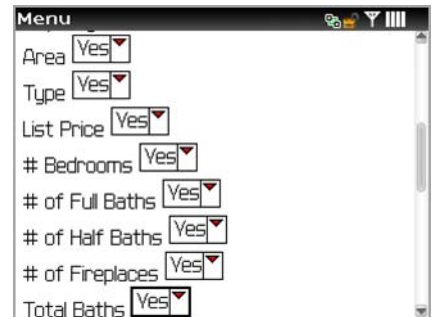 Menu
Area Yes
Type Yes
List Price Yes
# Bedrooms Yes
# of Full Baths Yes
# of Half Baths Yes
# of Fireplaces Yes
Total Baths Yes